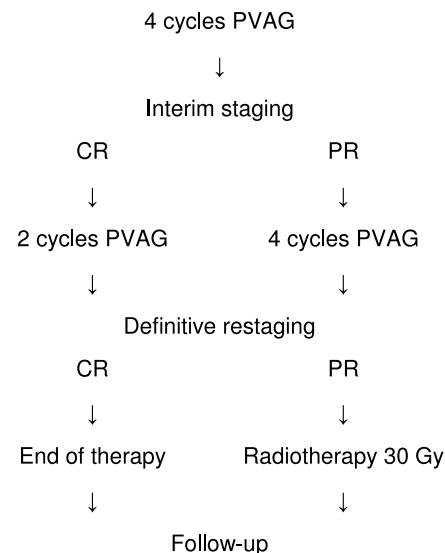 4 cycles PVAG
↓
Interim staging
CR PR
↓ ↓
2 cycles PVAG 4 cycles PVAG
↓ ↓
Definitive restaging
CR PR
↓ ↓
End of therapy Radiotherapy 30 Gy
↓ ↓
Follow-up